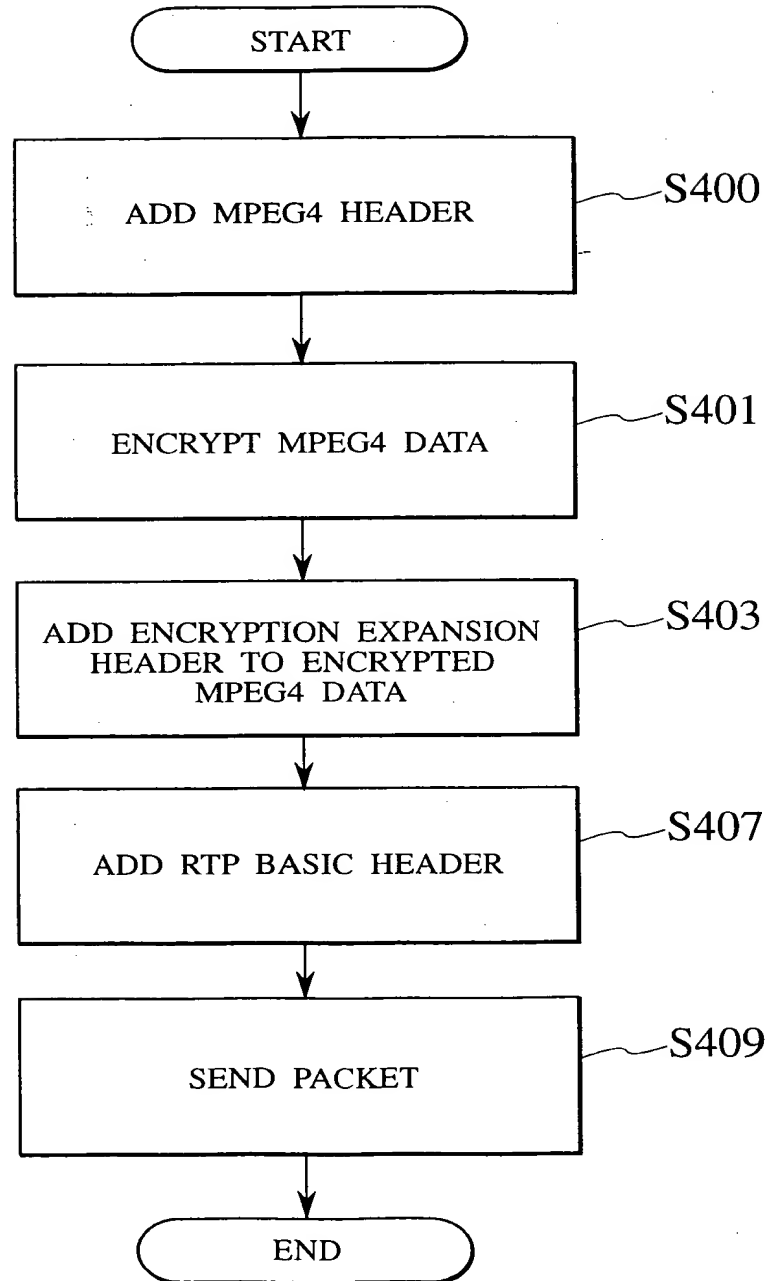 START
ADD MPEG4 HEADER
S400
ENCRYPT MPEG4 DATA
S401
ADD ENCRYPTION EXPANSION
HEADER TO ENCRYPTED
MPEG4 DATA
S403
ADD RTP BASIC HEADER
S407
SEND PACKET
S409
END